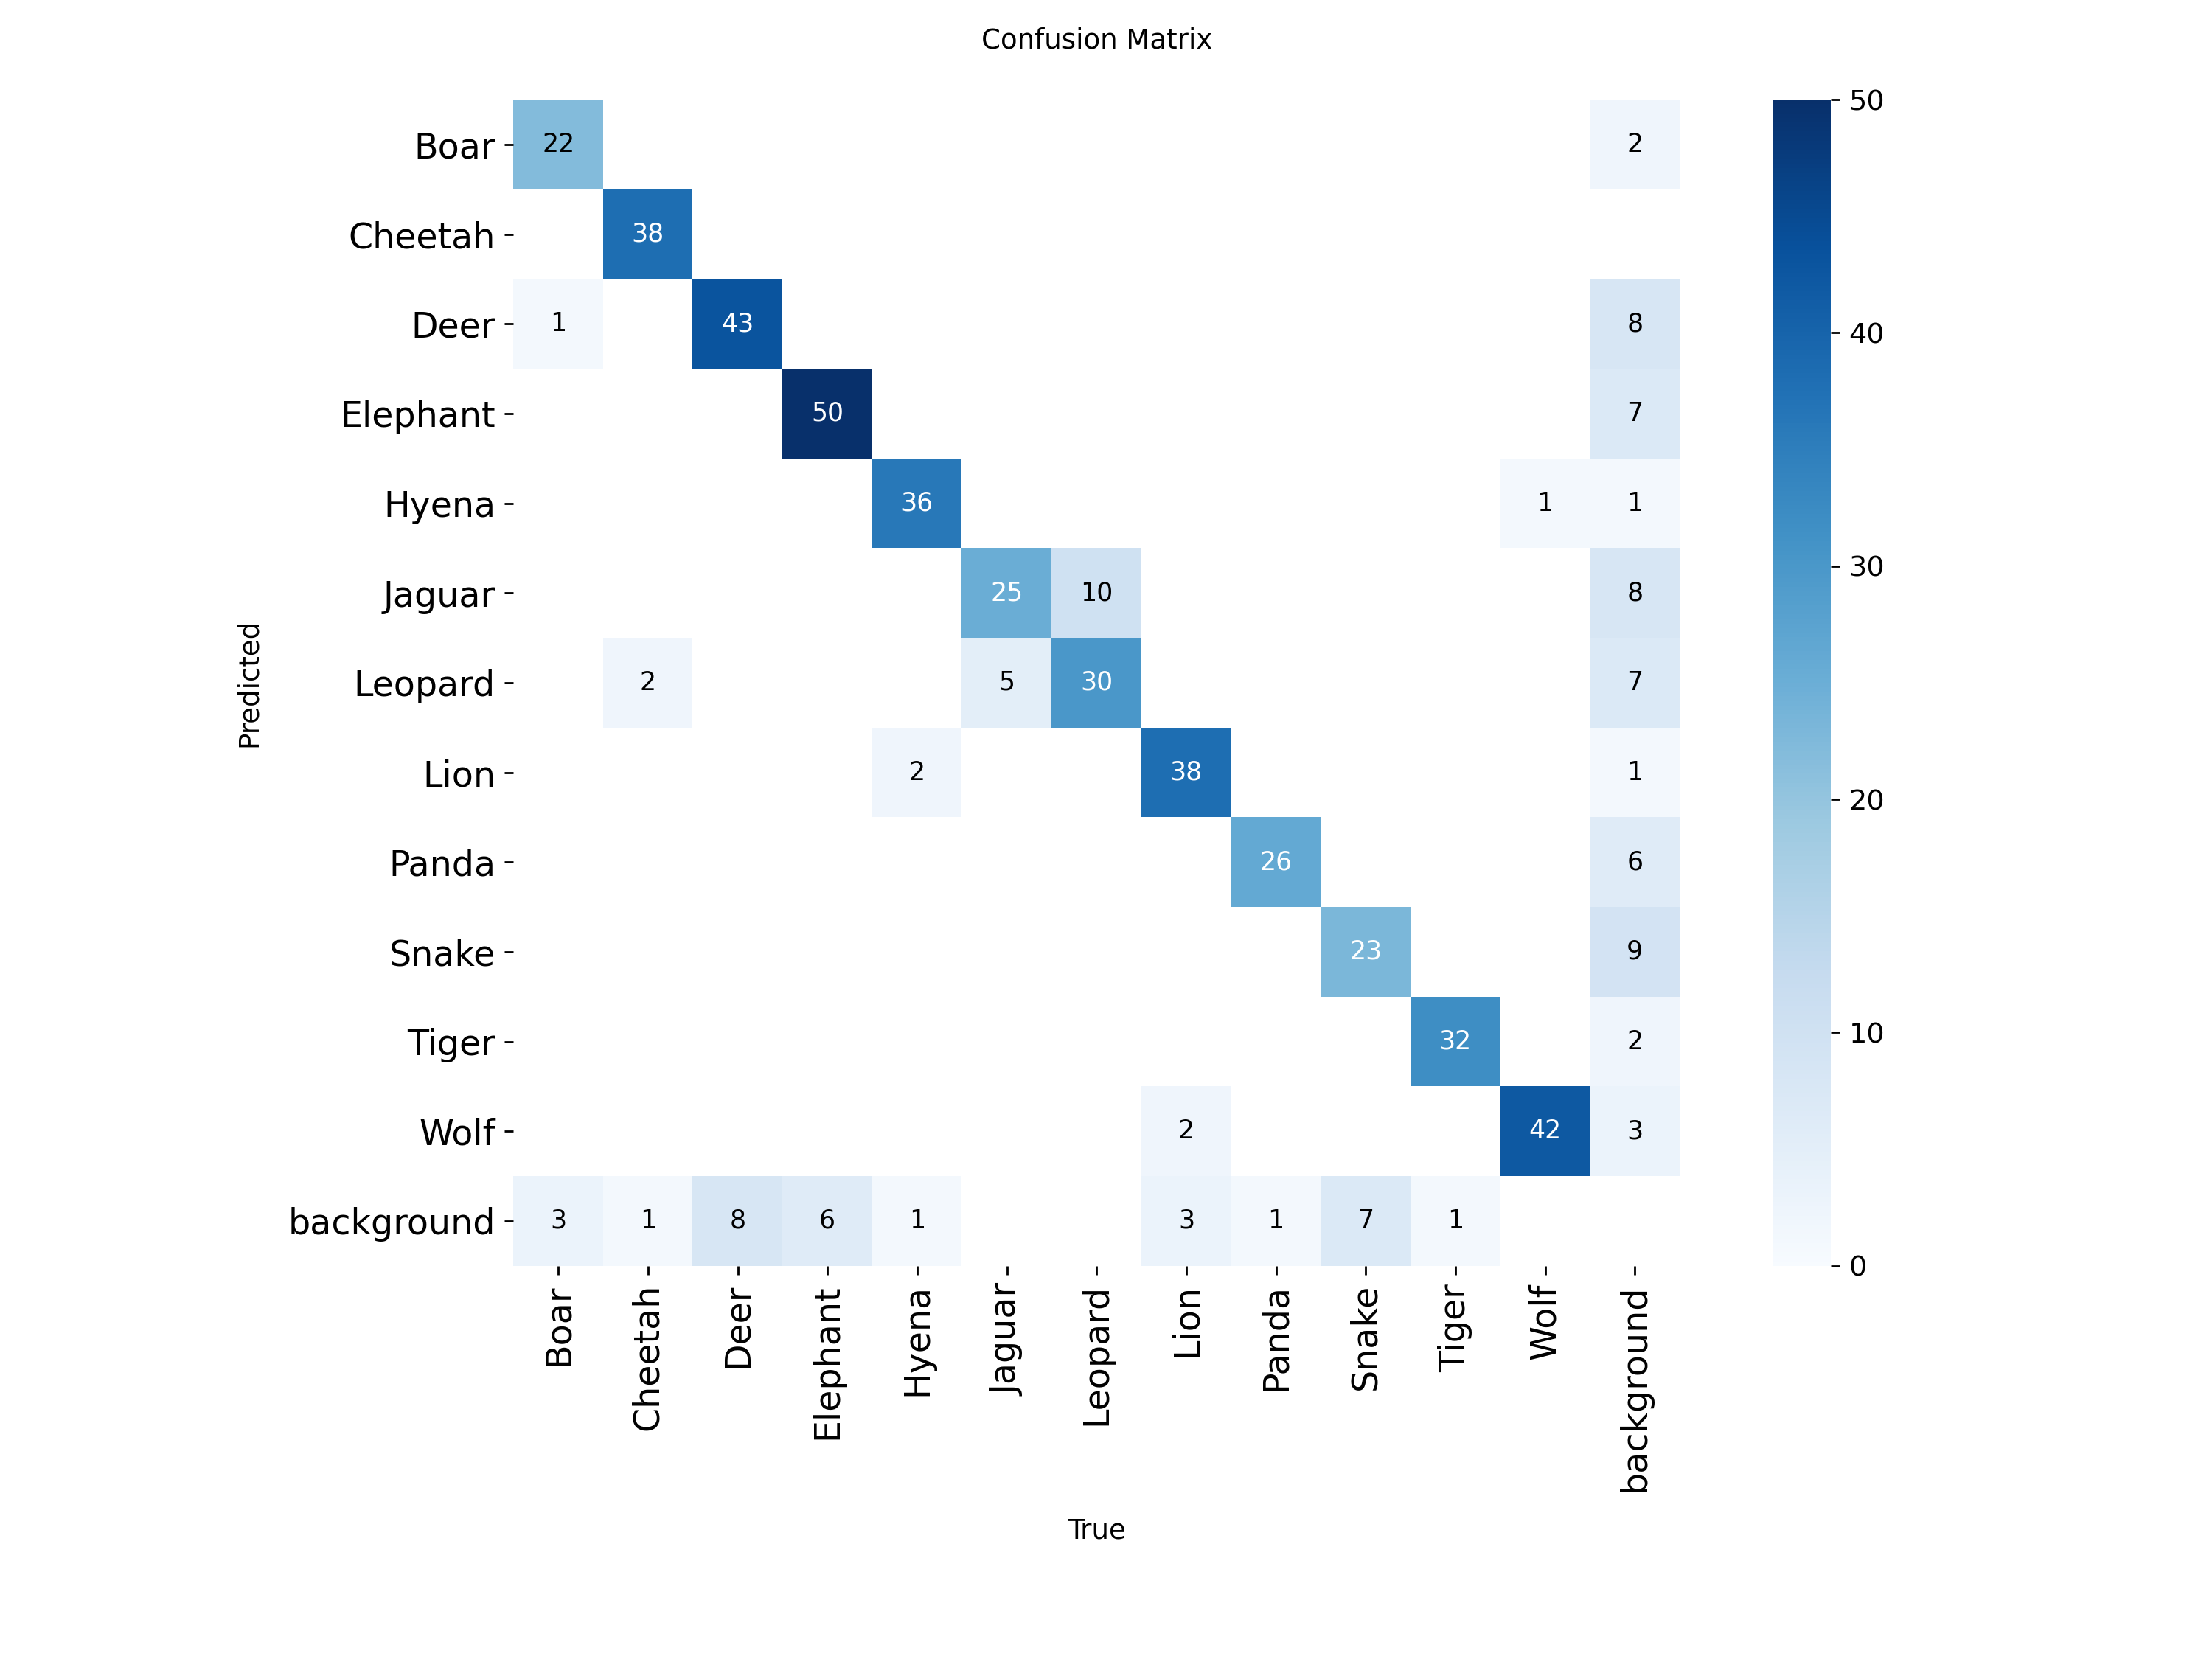 Confusion Matrix
Boar 22 2 50
Cheetah 38
Deer 1 43 8 40
Elephant 50 7
Hyena 36 1 1
30
Jaguar 25 10 8
Predicted
Leopard 2 5 30 7
Lion 2 38 1
20
Panda 26 6
Snake 23 9
Tiger 32 2 10
Wolf 2 42 3
background 3 1 8 6 1 3 1 7 1
0
Boar Cheetah Deer Elephant Hyena Jaguar Leopard Lion Panda Snake Tiger Wolf background
True